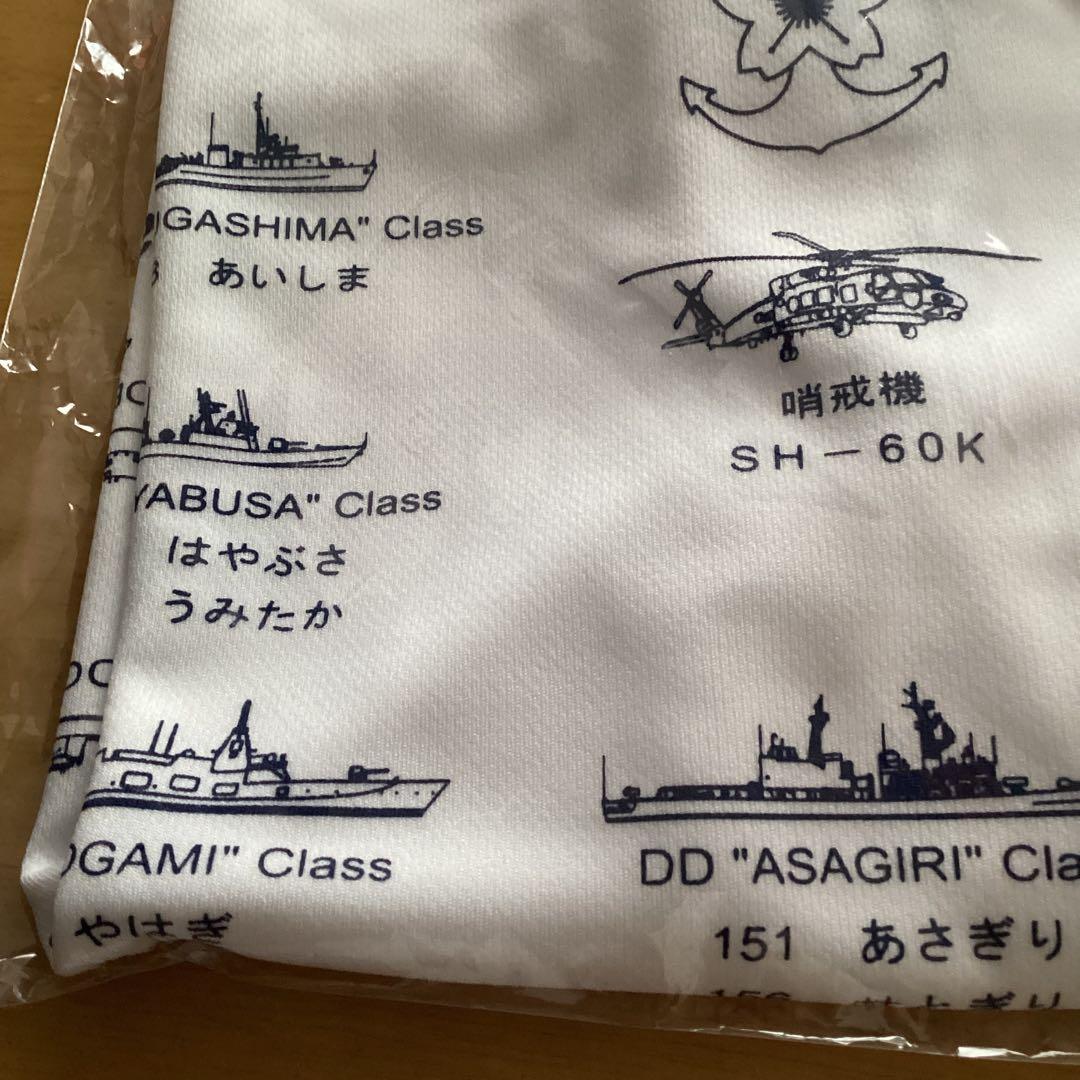 GASHIMA" Class
あいしま
哨戒機
SH－60K
YABUSA" Class
はやぶさ
うみたか
OGAMI" Class
やはぎ
DD "ASAGIRI" Cla
151 あさぎり